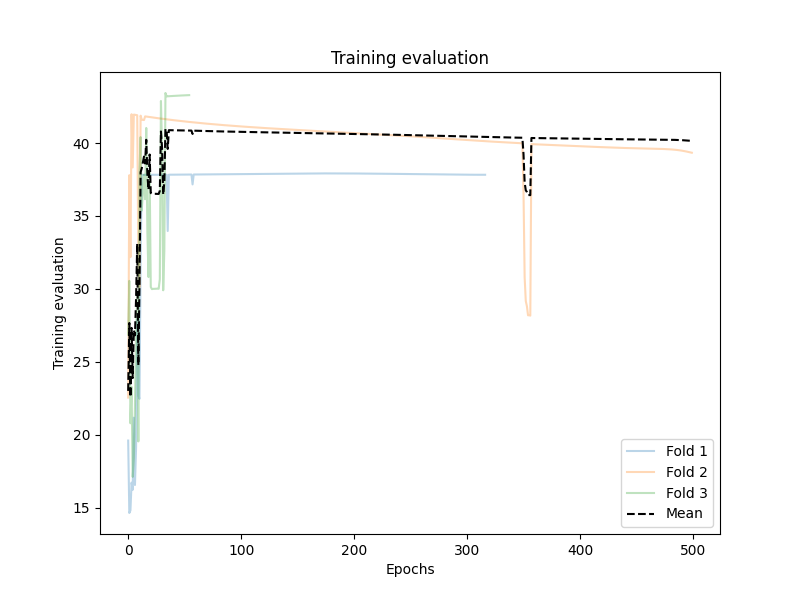 Training evaluation
Training evaluation
40
35
30
25
20
15
0 100 200 300 400 500
Epochs
Fold 1
Fold 2
Fold 3
Mean